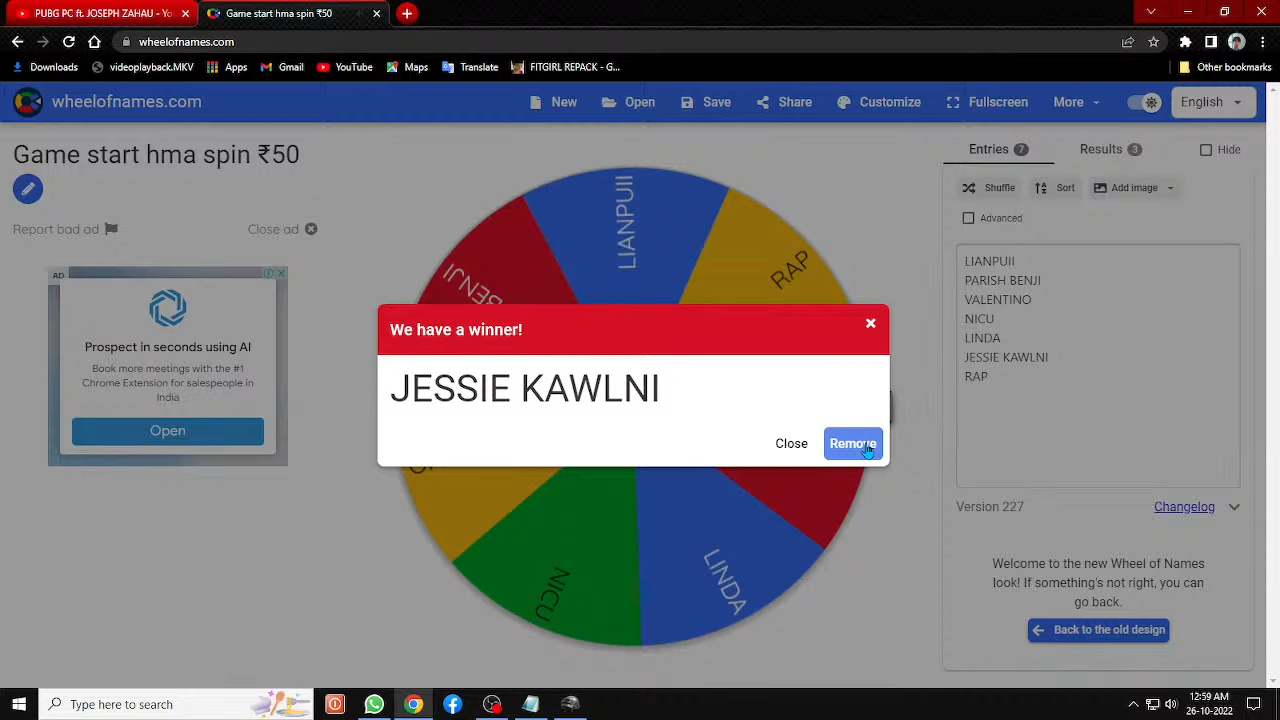 PUBG PC ft. JOSEPH ZAHAU - Yo
Game start hma spin ₹50
wheelofnames.com
Downloads
videoplayback.MKV
Apps
Gmail
YouTube
Maps
Translate
FITGIRL REPACK - G...
Other bookmarks
wheelofnames.com
New
Open
Save
Share
Customize
Fullscreen
More
English
Game start hma spin ₹50
Report bad ad
Close ad
AD
Prospect in seconds using AI
Book more meetings with the #1
Chrome Extension for salespeople in
India
Open
LIANPUII
RAP
BENJI
LINDA
NICU
We have a winner!
JESSIE KAWLNI
Close
Remove
Entries 7
Results 3
Hide
Shuffle
Sort
Add image
Advanced
LIANPUII
PARISH BENJI
VALENTINO
NICU
LINDA
JESSIE KAWLNI
RAP
Version 227
Changelog
Welcome to the new Wheel of Names
look! If something's not right, you can
go back.
Back to the old design
Type here to search
12:59 AM
26-10-2022